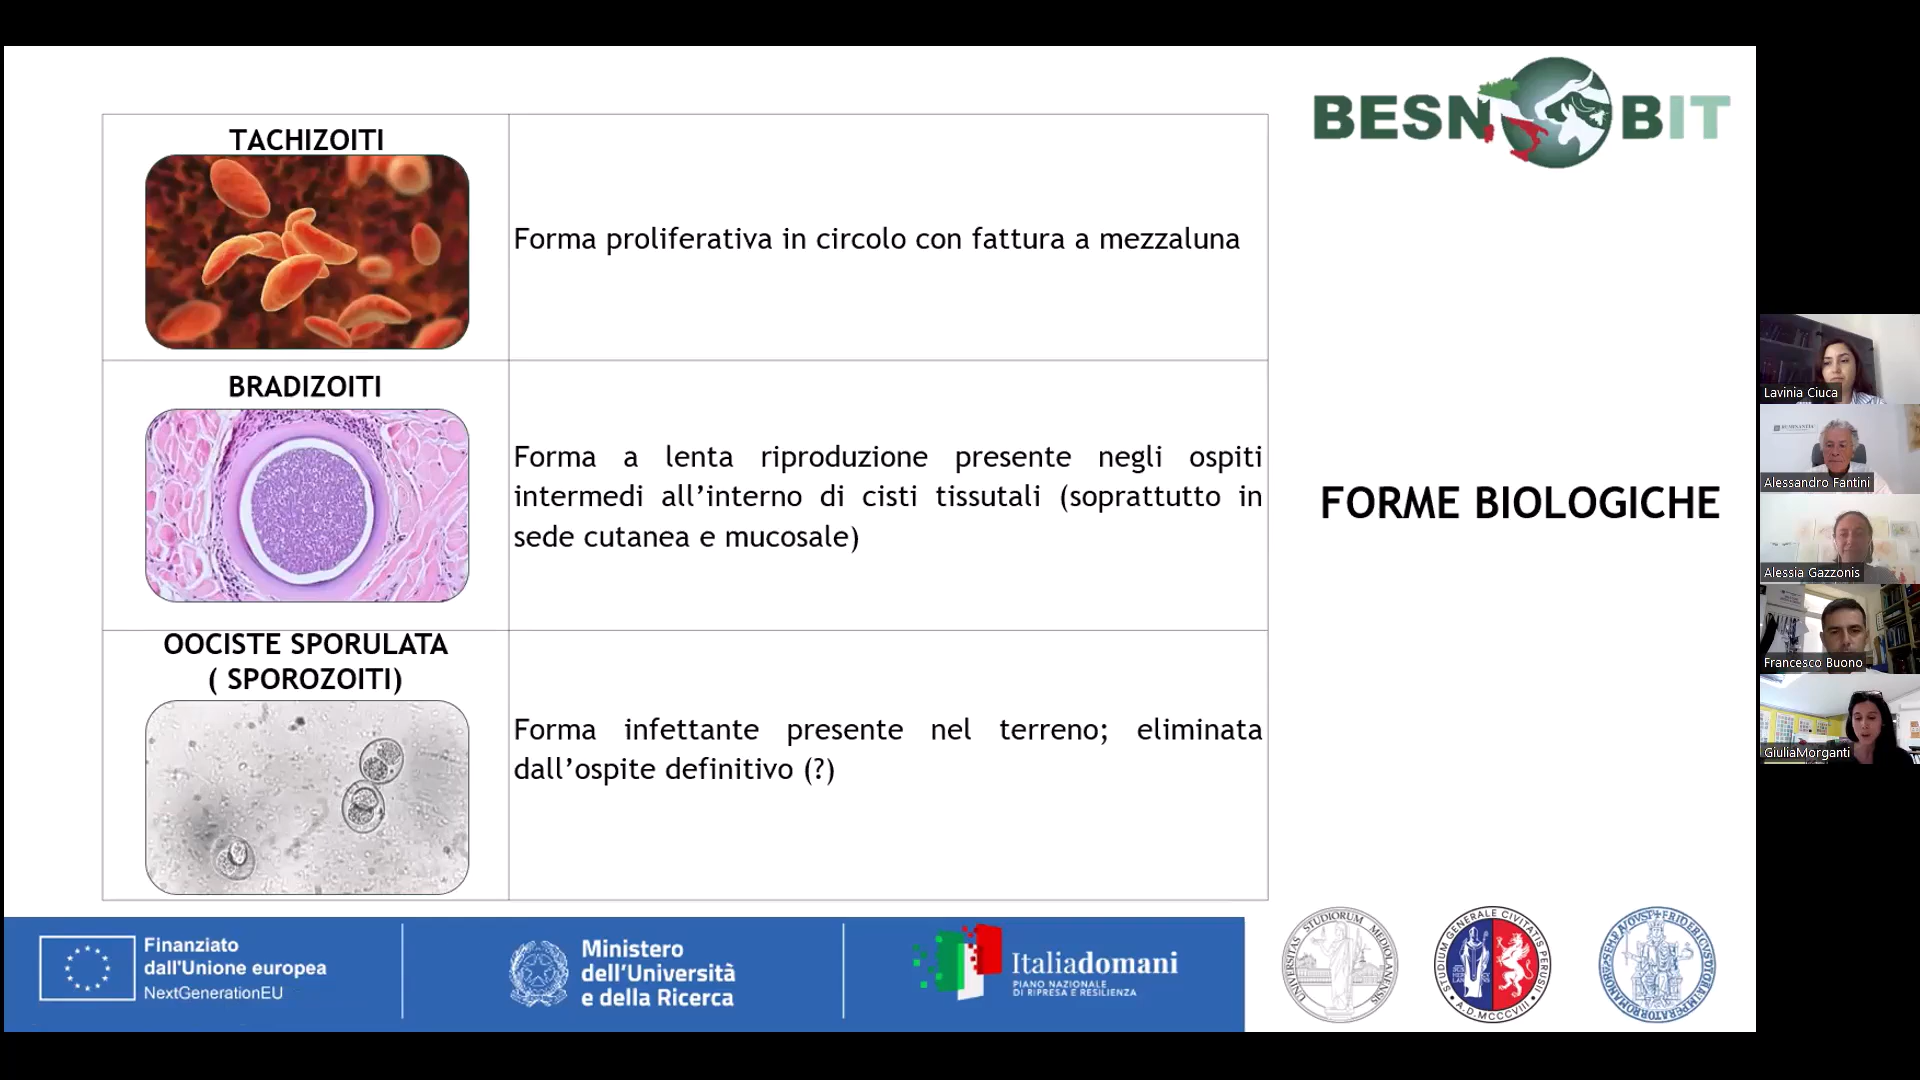 BESN BIT
TACHIZOITI
Forma proliferativa in circolo con fattura a mezzaluna
BRADIZOITI
Forma a lenta riproduzione presente negli ospiti
intermedi all’interno di cisti tissutali (soprattutto in
sede cutanea e mucosale)
OOCISTE SPORULATA
( SPOROZOITI)
Forma infettante presente nel terreno; eliminata
dall’ospite definitivo (?)
FORME BIOLOGICHE
Lavinia Ciuca
RUMINANTIA
Alessandro Fantini
Alessia Gazzonis
Francesco Buono
GiuliaMorganti
Finanziato
dall'Unione europea
NextGenerationEU
Ministero
dell’Università
e della Ricerca
Italiadomani
PIANO NAZIONALE
DI RIPRESA E RESILIENZA
UNIVERSITAS STUDIORUM MEDIOLANENSIS
STUDIUM GENERALE CIVITATIS PERUSII
A.D. MCCCVIII